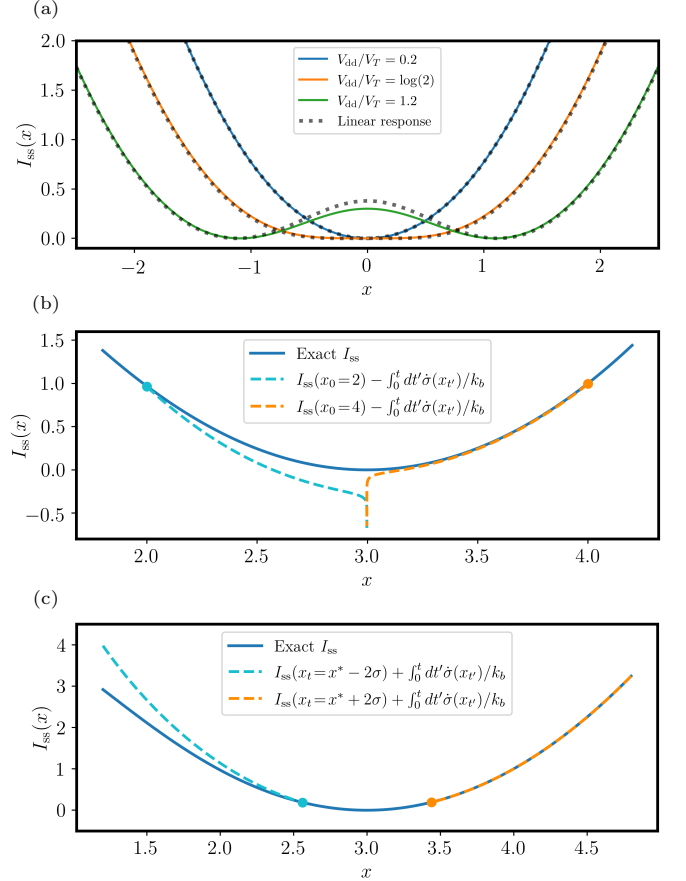 (a)
2.0
1.5
1.0
0.5
0.0
I_ss(x)
V_dd/V_T = 0.2
V_dd/V_T = log(2)
V_dd/V_T = 1.2
Linear response
−2 −1 0 1 2
x
(b)
1.5
1.0
0.5
0.0
−0.5
I_ss(x)
Exact I_ss
I_ss(x_0=2) − ∫_0^t dt′σ̇(x_t′)/k_b
I_ss(x_0=4) − ∫_0^t dt′σ̇(x_t′)/k_b
2.0 2.5 3.0 3.5 4.0
x
(c)
4
3
2
1
0
I_ss(x)
Exact I_ss
I_ss(x_t=x* − 2σ) + ∫_0^t dt′σ̇(x_t′)/k_b
I_ss(x_t=x* + 2σ) + ∫_0^t dt′σ̇(x_t′)/k_b
1.5 2.0 2.5 3.0 3.5 4.0 4.5
x